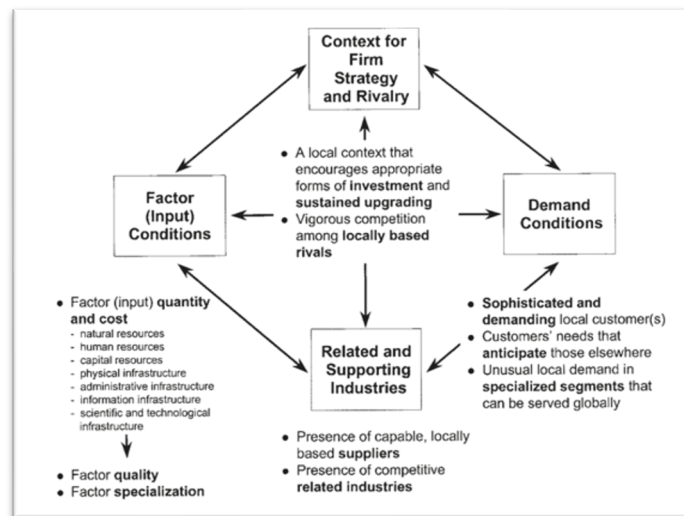 Context for
Firm
Strategy
and Rivalry
● A local context that
encourages appropriate
forms of investment and
sustained upgrading
● Vigorous competition
among locally based
rivals
Factor
(Input)
Conditions
Demand
Conditions
● Factor (input) quantity
and cost
- natural resources
- human resources
- capital resources
- physical infrastructure
- administrative infrastructure
- information infrastructure
- scientific and technological
infrastructure
● Factor quality
● Factor specialization
Related and
Supporting
Industries
● Presence of capable, locally
based suppliers
● Presence of competitive
related industries
● Sophisticated and
demanding local customer(s)
● Customers' needs that
anticipate those elsewhere
● Unusual local demand in
specialized segments that
can be served globally